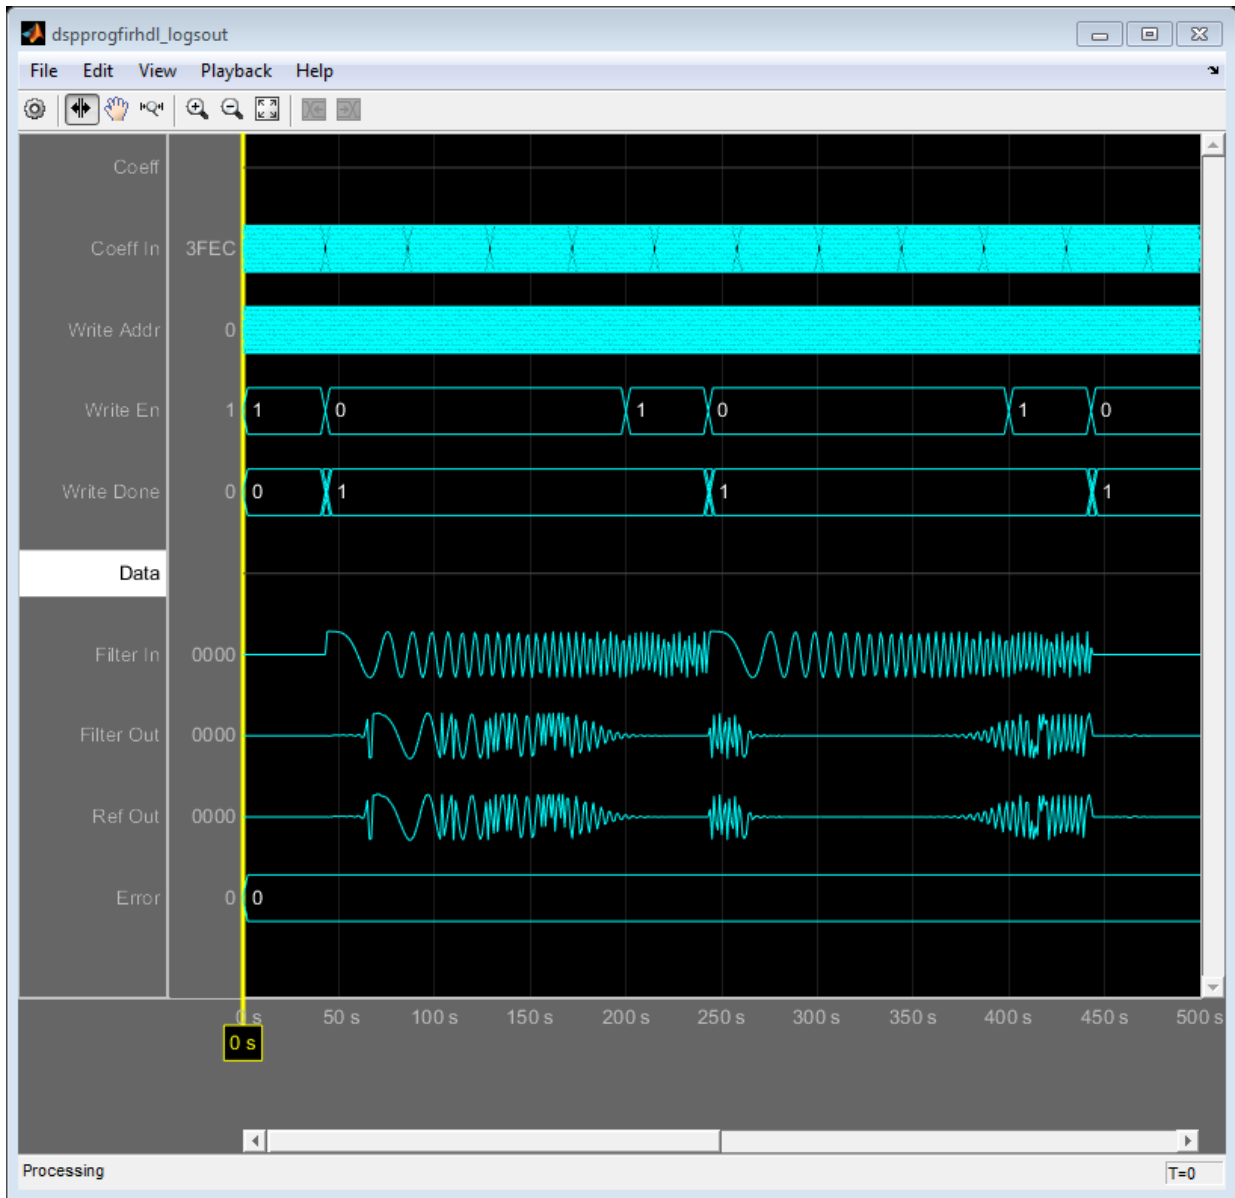 dspprogfirhdl_logsout
File Edit View Playback Help
Coeff
Coeff In 3FEC
Write Addr 0
Write En 1 1 0 1 0 1 0
Write Done 0 0 1 1 1
Data
Filter In 0000
Filter Out 0000
Ref Out 0000
Error 0 0
0 s 50 s 100 s 150 s 200 s 250 s 300 s 350 s 400 s 450 s 500 s
0 s
Processing T=0